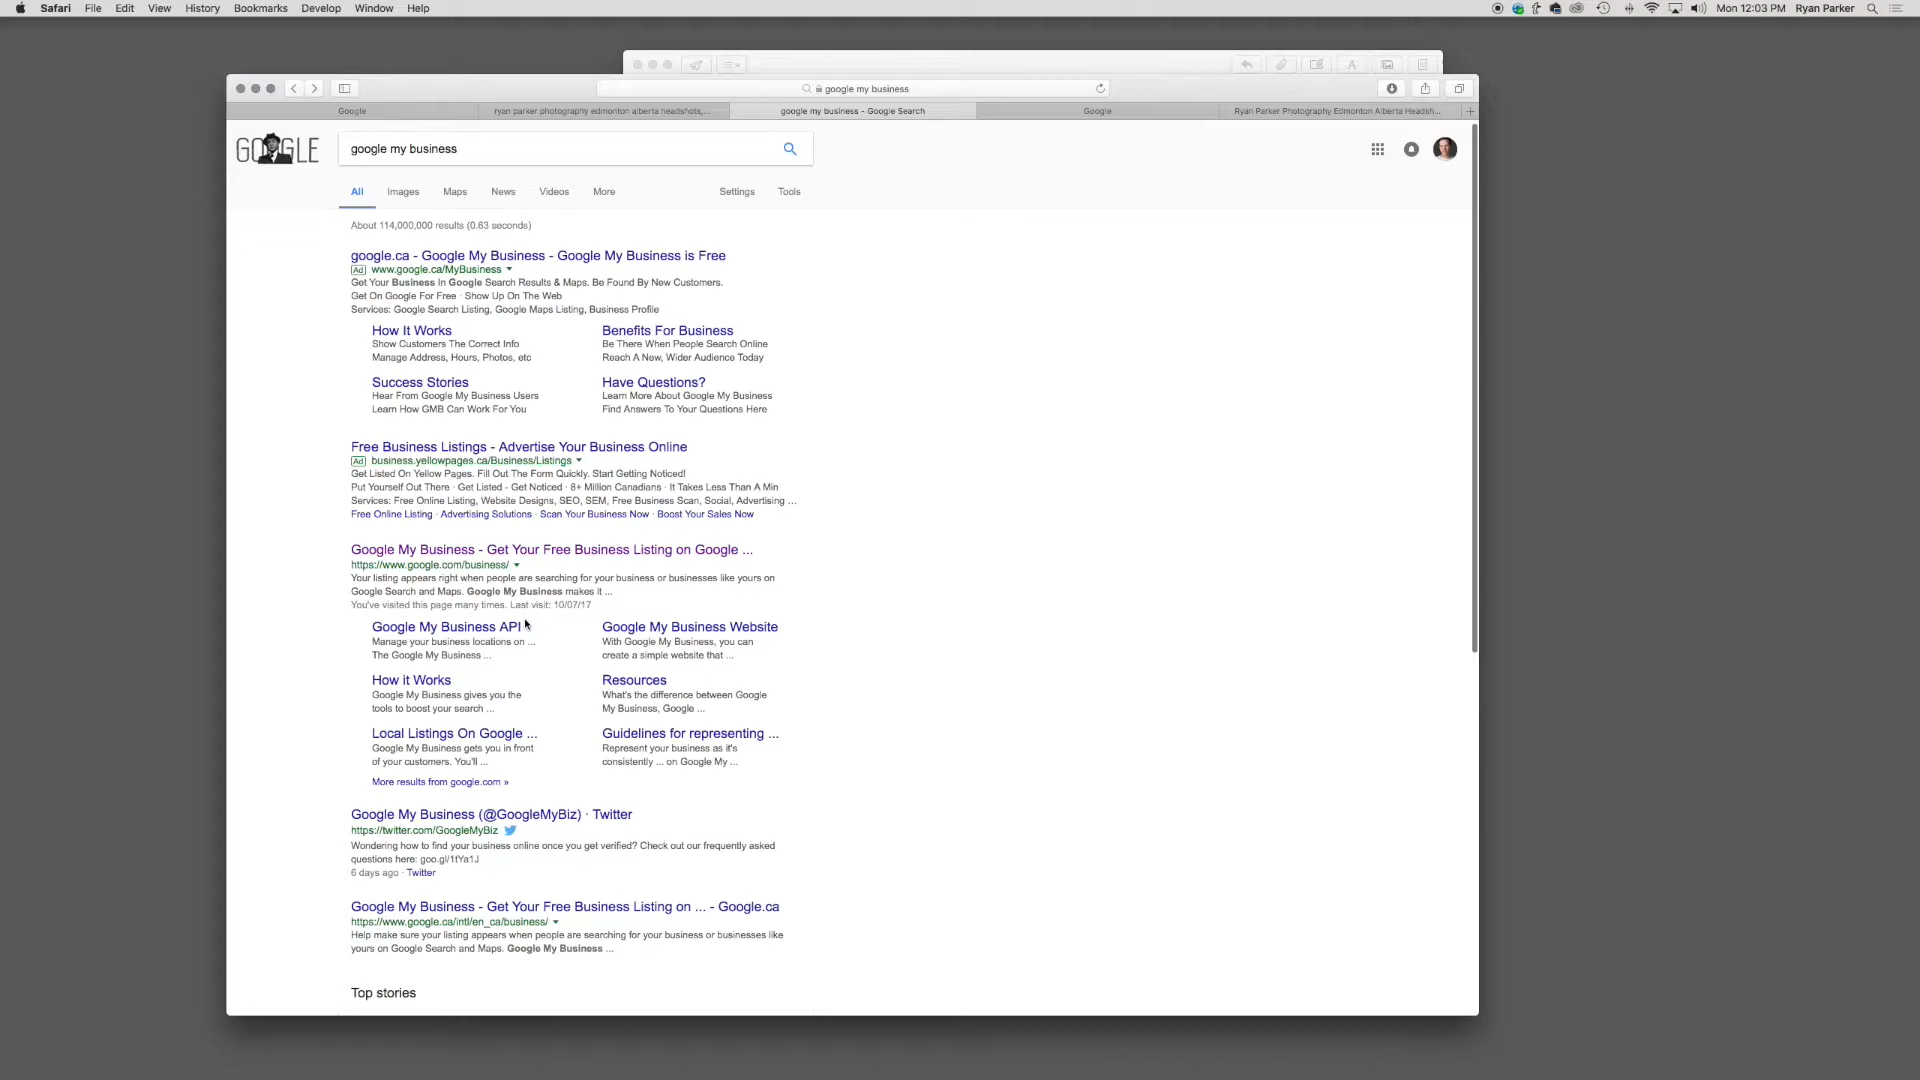 Safari File Edit View History Bookmarks Develop Window Help
Mon 12:03 PM Ryan Parker
google my business
Google
ryan parker photography edmonton alberta headshots,...
google my business - Google Search
Google
Ryan Parker Photography Edmonton Alberta Headsh...
GOOGLE
google my business
All Images Maps News Videos More Settings Tools
About 114,000,000 results (0.63 seconds)
google.ca - Google My Business - Google My Business is Free
Ad www.google.ca/MyBusiness
Get Your Business In Google Search Results & Maps. Be Found By New Customers.
Get On Google For Free · Show Up On The Web
Services: Google Search Listing, Google Maps Listing, Business Profile
How It Works
Show Customers The Correct Info
Manage Address, Hours, Photos, etc
Benefits For Business
Be There When People Search Online
Reach A New, Wider Audience Today
Success Stories
Hear From Google My Business Users
Learn How GMB Can Work For You
Have Questions?
Learn More About Google My Business
Find Answers To Your Questions Here
Free Business Listings - Advertise Your Business Online
Ad business.yellowpages.ca/Business/Listings
Get Listed On Yellow Pages. Fill Out The Form Quickly. Start Getting Noticed!
Put Yourself Out There · Get Listed - Get Noticed · 8+ Million Canadians · It Takes Less Than A Min
Services: Free Online Listing, Website Designs, SEO, SEM, Free Business Scan, Social, Advertising ...
Free Online Listing · Advertising Solutions · Scan Your Business Now · Boost Your Sales Now
Google My Business - Get Your Free Business Listing on Google ...
https://www.google.com/business/
Your listing appears right when people are searching for your business or businesses like yours on
Google Search and Maps. Google My Business makes it ...
You've visited this page many times. Last visit: 10/07/17
Google My Business API
Manage your business locations on ...
The Google My Business ...
Google My Business Website
With Google My Business, you can
create a simple website that ...
How it Works
Google My Business gives you the
tools to boost your search ...
Resources
What's the difference between Google
My Business, Google ...
Local Listings On Google ...
Google My Business gets you in front
of your customers. You'll ...
Guidelines for representing ...
Represent your business as it's
consistently ... on Google My ...
More results from google.com »
Google My Business (@GoogleMyBiz) · Twitter
https://twitter.com/GoogleMyBiz
Wondering how to find your business online once you get verified? Check out our frequently asked
questions here: goo.gl/1tYa1J
6 days ago · Twitter
Google My Business - Get Your Free Business Listing on ... - Google.ca
https://www.google.ca/intl/en_ca/business/
Help make sure your listing appears when people are searching for your business or businesses like
yours on Google Search and Maps. Google My Business ...
Top stories